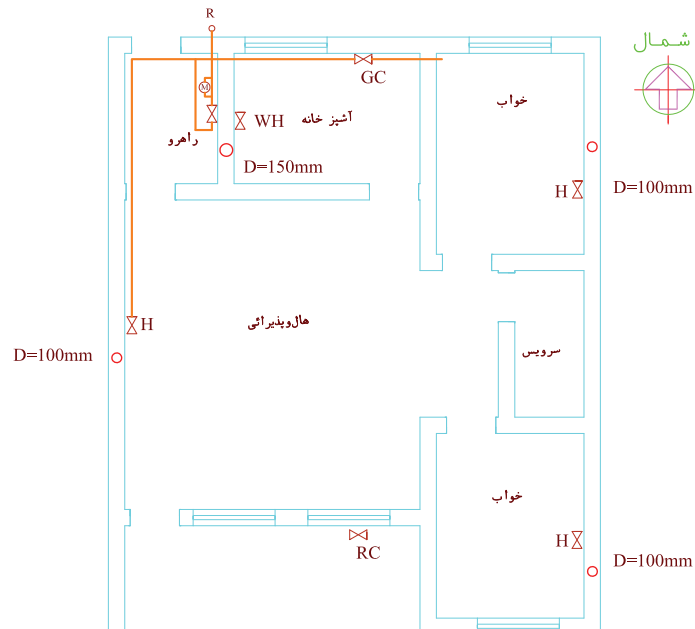 R
شمال
GC
خواب
M
WH
آشپز خانه
راهرو
D=150mm
H
D=100mm
هال‌وپذیرائی
H
سرویس
D=100mm
خواب
H
RC
D=100mm